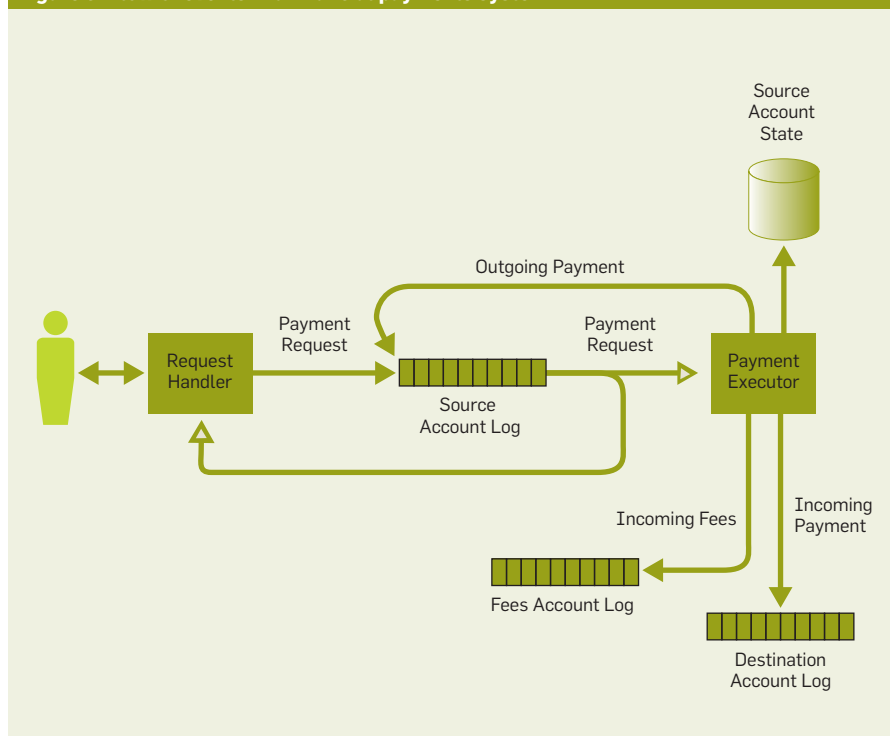 Source
Account
State
Outgoing Payment
Payment
Request
Payment
Request
Request
Handler
Payment
Executor
Source
Account Log
Incoming Fees
Incoming
Payment
Fees Account Log
Destination
Account Log